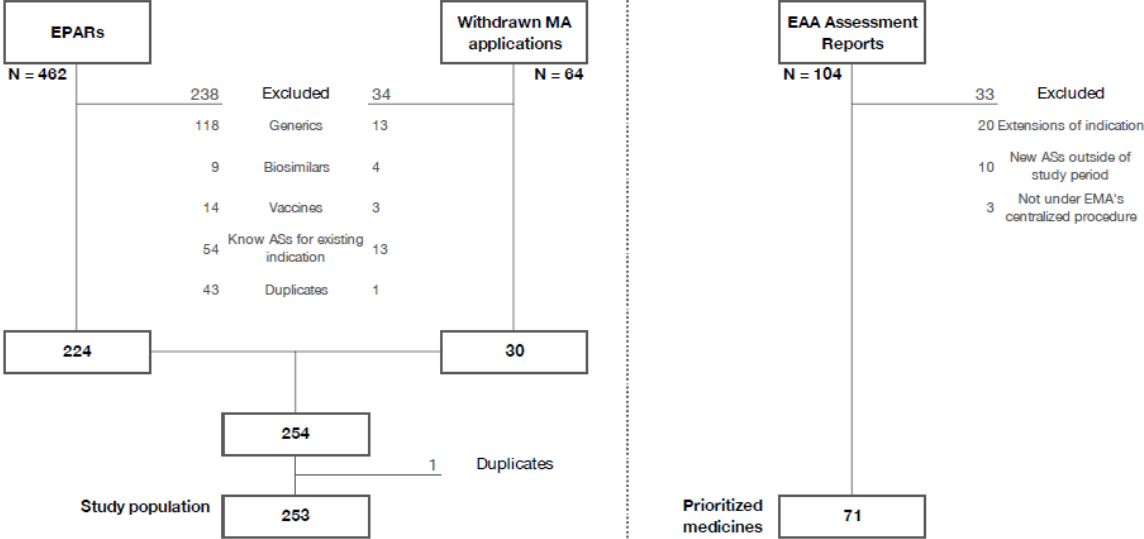 EPARs
Withdrawn MA
applications
EAA Assessment
Reports
N = 462
N = 64
N = 104
238 Excluded 34
33 Excluded
118 Generics 13
20 Extensions of indication
9 Biosimilars 4
10 New ASs outside of
study period
14 Vaccines 3
3 Not under EMA's
centralized procedure
54 Know ASs for existing
indication 13
43 Duplicates 1
224
30
254
1 Duplicates
Study population
253
Prioritized
medicines
71